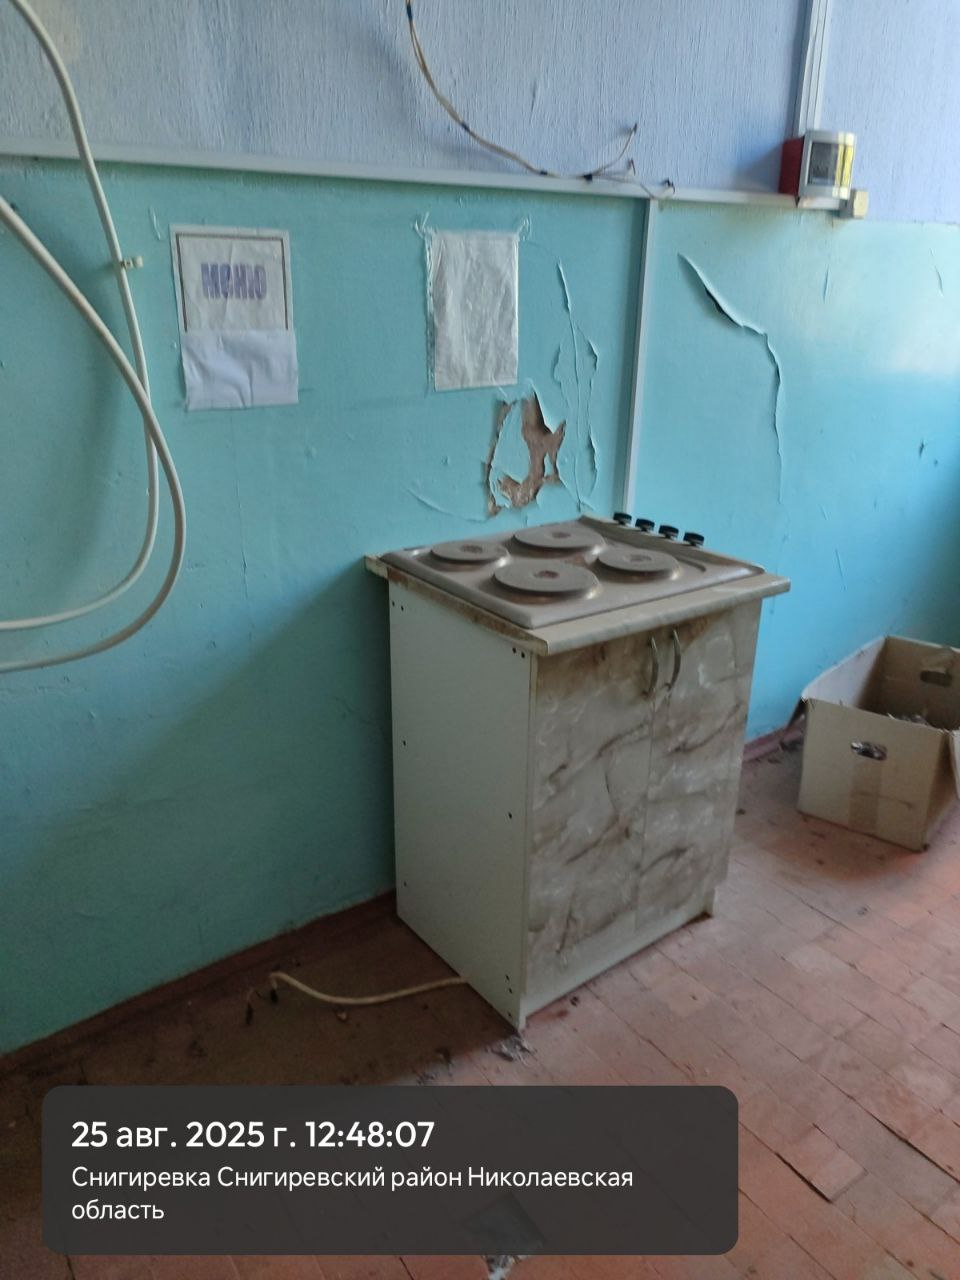 меню
25 авг. 2025 г. 12:48:07
Снигиревка Снигиревский район Николаевская
область